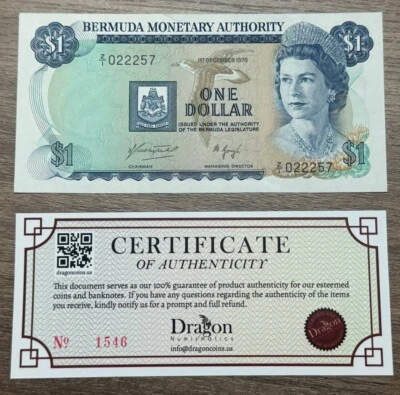 BERMUDA MONETARY AUTHORITY
$1
$1
Z/1 022257
1ST DECEMBER 1976
ONE
DOLLAR
ISSUED UNDER THE AUTHORITY
OF THE BERMUDA LEGISLATURE
$1
CHAIRMAN
MANAGING DIRECTOR
Z/1 022257
$1
dragoncoins.us
CERTIFICATE
OF AUTHENTICITY
This document serves as our 100% guarantee of product authenticity for our esteemed
coins and banknotes. If you have any questions regarding the authenticity of the items
you receive, kindly notify us for a prompt and full refund.
Nº 1546
Dragon
Numismatics
info@dragoncoins.us
Dragon